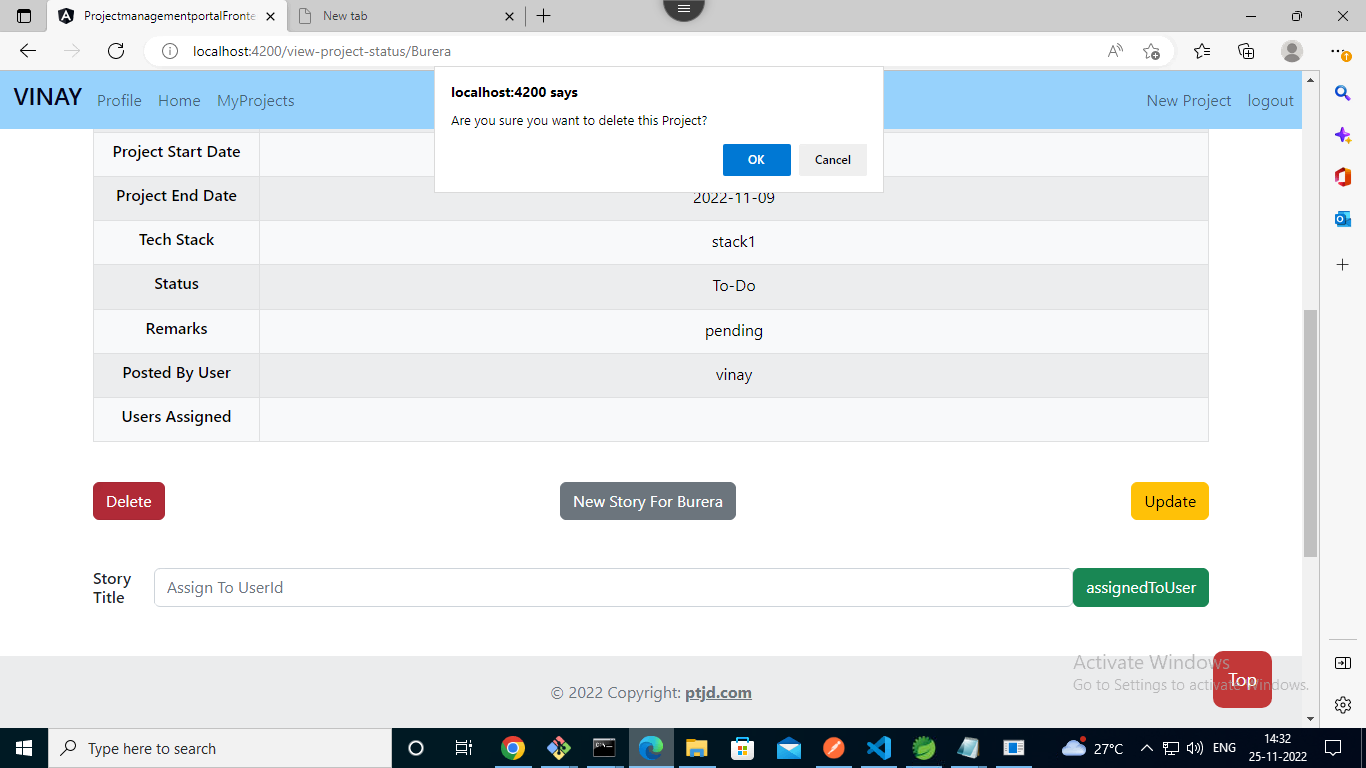 ProjectmanagementportalFronte
New tab
localhost:4200/view-project-status/Burera
VINAY Profile Home MyProjects New Project logout
localhost:4200 says
Are you sure you want to delete this Project?
OK Cancel
Project Start Date
Project End Date 2022-11-09
Tech Stack stack1
Status To-Do
Remarks pending
Posted By User vinay
Users Assigned
Delete New Story For Burera Update
Story
Title
Assign To UserId
assignedToUser
Activate Windows
Go to Settings to activate Windows.
Top
© 2022 Copyright: ptjd.com
Type here to search
27°C ENG
14:32
25-11-2022